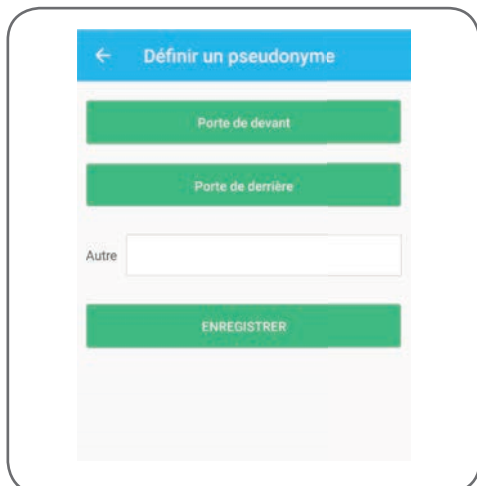 Définir un pseudonyme
Porte de devant
Porte de derrière
Autre
ENREGISTRER